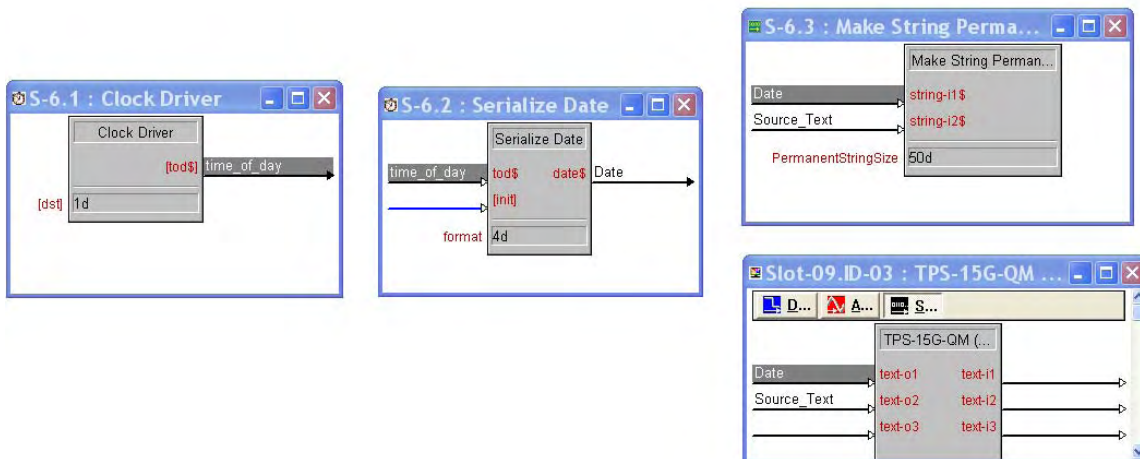 S-6.1 : Clock Driver
Clock Driver
[tod$]
time_of_day
[dst]
1d
S-6.2 : Serialize Date
Serialize Date
time_of_day
tod$
date$
Date
[init]
format
4d
S-6.3 : Make String Perma...
Make String Perman...
Date
string-i1$
Source_Text
string-i2$
PermanentStringSize
50d
Slot-09.ID-03 : TPS-15G-QM ...
D...
A...
S...
TPS-15G-QM (...
Date
text-o1
text-i1
Source_Text
text-o2
text-i2
text-o3
text-i3